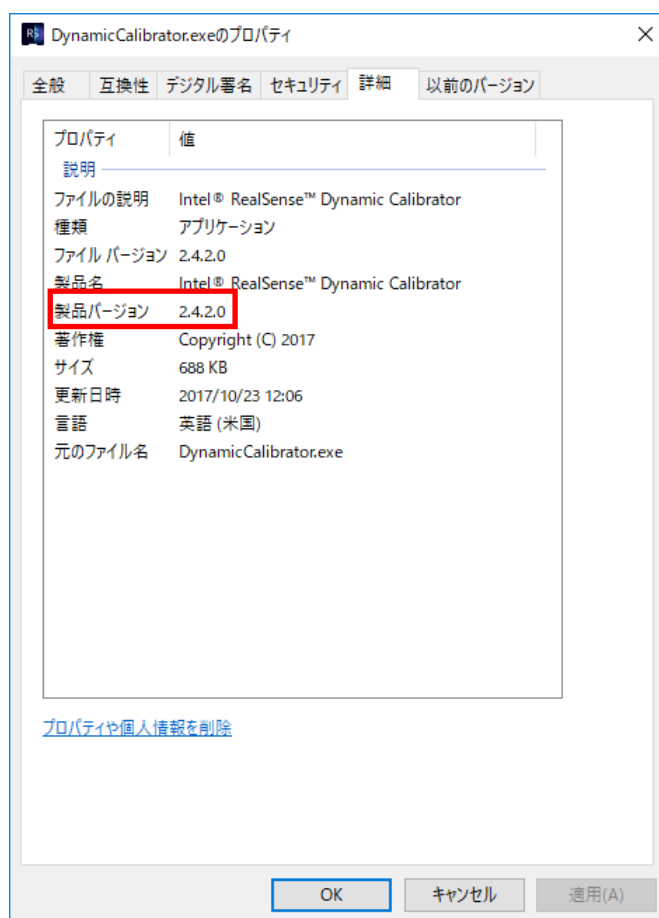 DynamicCalibrator.exeのプロパティ
全般 互換性 デジタル署名 セキュリティ 詳細 以前のバージョン
プロパティ 値
説明
ファイルの説明 Intel® RealSense™ Dynamic Calibrator
種類 アプリケーション
ファイル バージョン 2.4.2.0
製品名 Intel® RealSense™ Dynamic Calibrator
製品バージョン 2.4.2.0
著作権 Copyright (C) 2017
サイズ 688 KB
更新日時 2017/10/23 12:06
言語 英語 (米国)
元のファイル名 DynamicCalibrator.exe
プロパティや個人情報を削除
OK キャンセル 適用(A)